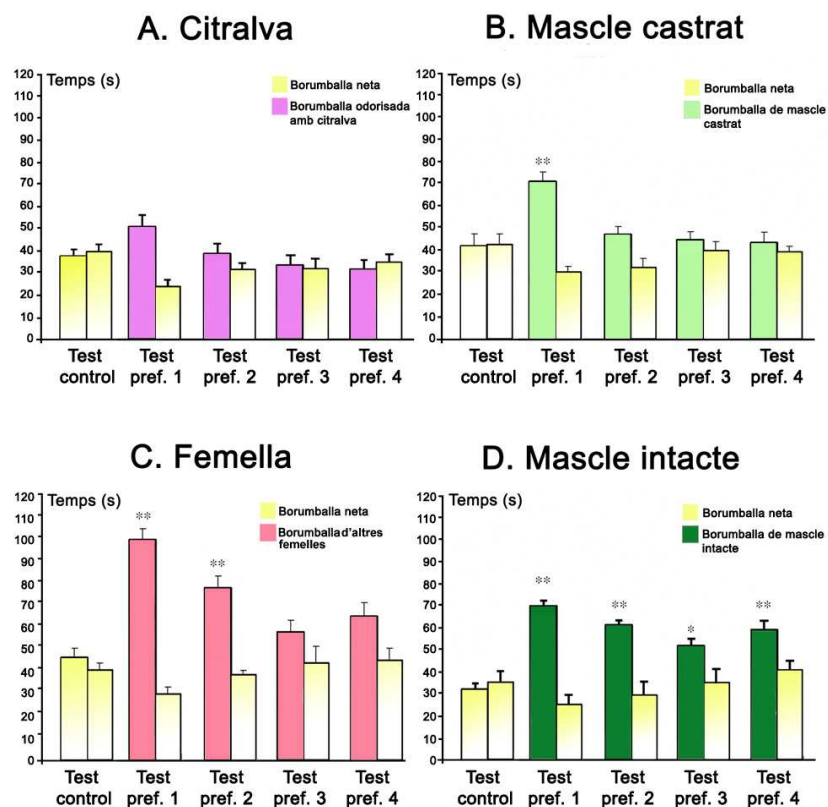 A. Citralva
Temps (s)
120
110
100
90
80
70
60
50
40
30
20
10
0
Borumballa neta
Borumballa odorisada
amb citralva
Test Test Test Test Test
control pref. 1 pref. 2 pref. 3 pref. 4
B. Mascle castrat
Temps (s)
120
110
100
90
80
70
60
50
40
30
20
10
0
Borumballa neta
Borumballa de mascle
castrat
**
Test Test Test Test Test
control pref. 1 pref. 2 pref. 3 pref. 4
C. Femella
Temps (s)
120
110
100
90
80
70
60
50
40
30
20
10
0
Borumballa neta
Borumballa d'altres
femelles
** **
Test Test Test Test Test
control pref. 1 pref. 2 pref. 3 pref. 4
D. Mascle intacte
Temps (s)
120
110
100
90
80
70
60
50
40
30
20
10
0
Borumballa neta
Borumballa de mascle
intacte
** ** * **
Test Test Test Test Test
control pref. 1 pref. 2 pref. 3 pref. 4